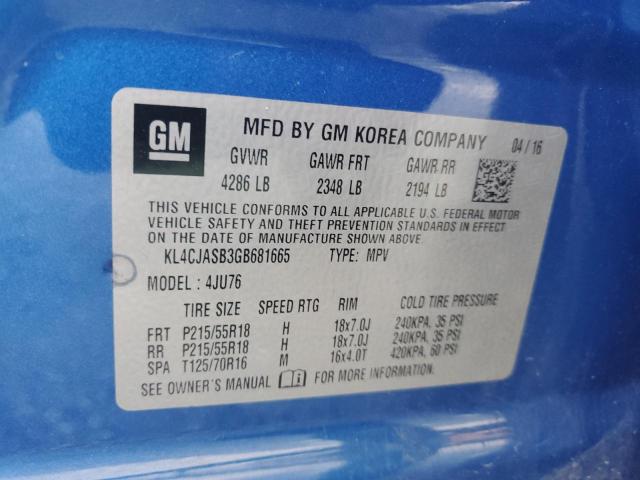 GM
MFD BY GM KOREA COMPANY 04/16
GVWR GAWR FRT GAWR RR
4286 LB 2348 LB 2194 LB
THIS VEHICLE CONFORMS TO ALL APPLICABLE U.S. FEDERAL MOTOR
VEHICLE SAFETY AND THEFT PREVENTION STANDARDS IN EFFECT
ON THE DATE OF MANUFACTURE SHOWN ABOVE.
KL4CJASB3GB681665 TYPE: MPV
MODEL: 4JU76
TIRE SIZE SPEED RTG RIM COLD TIRE PRESSURE
FRT P215/55R18 H 18x7.0J 240KPA, 35 PSI
RR P215/55R18 H 18x7.0J 240KPA, 35 PSI
SPA T125/70R16 M 16x4.0T 420KPA, 60 PSI
SEE OWNER'S MANUAL FOR MORE INFORMATION.